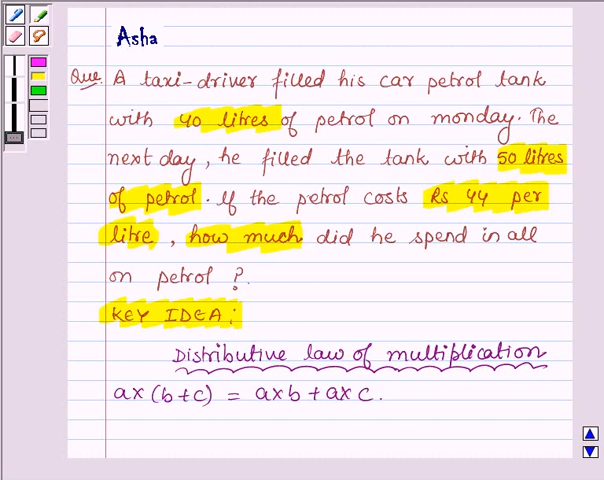 Asha
Que. A taxi-driver filled his car petrol tank
with 40 litres of petrol on monday. The
next day, he filled the tank with 50 litres
of petrol. If the petrol costs Rs 44 per
litre, how much did he spend in all
on petrol ?
KEY IDEA:
Distributive law of multiplication
a×(b+c) = a×b+a×c.